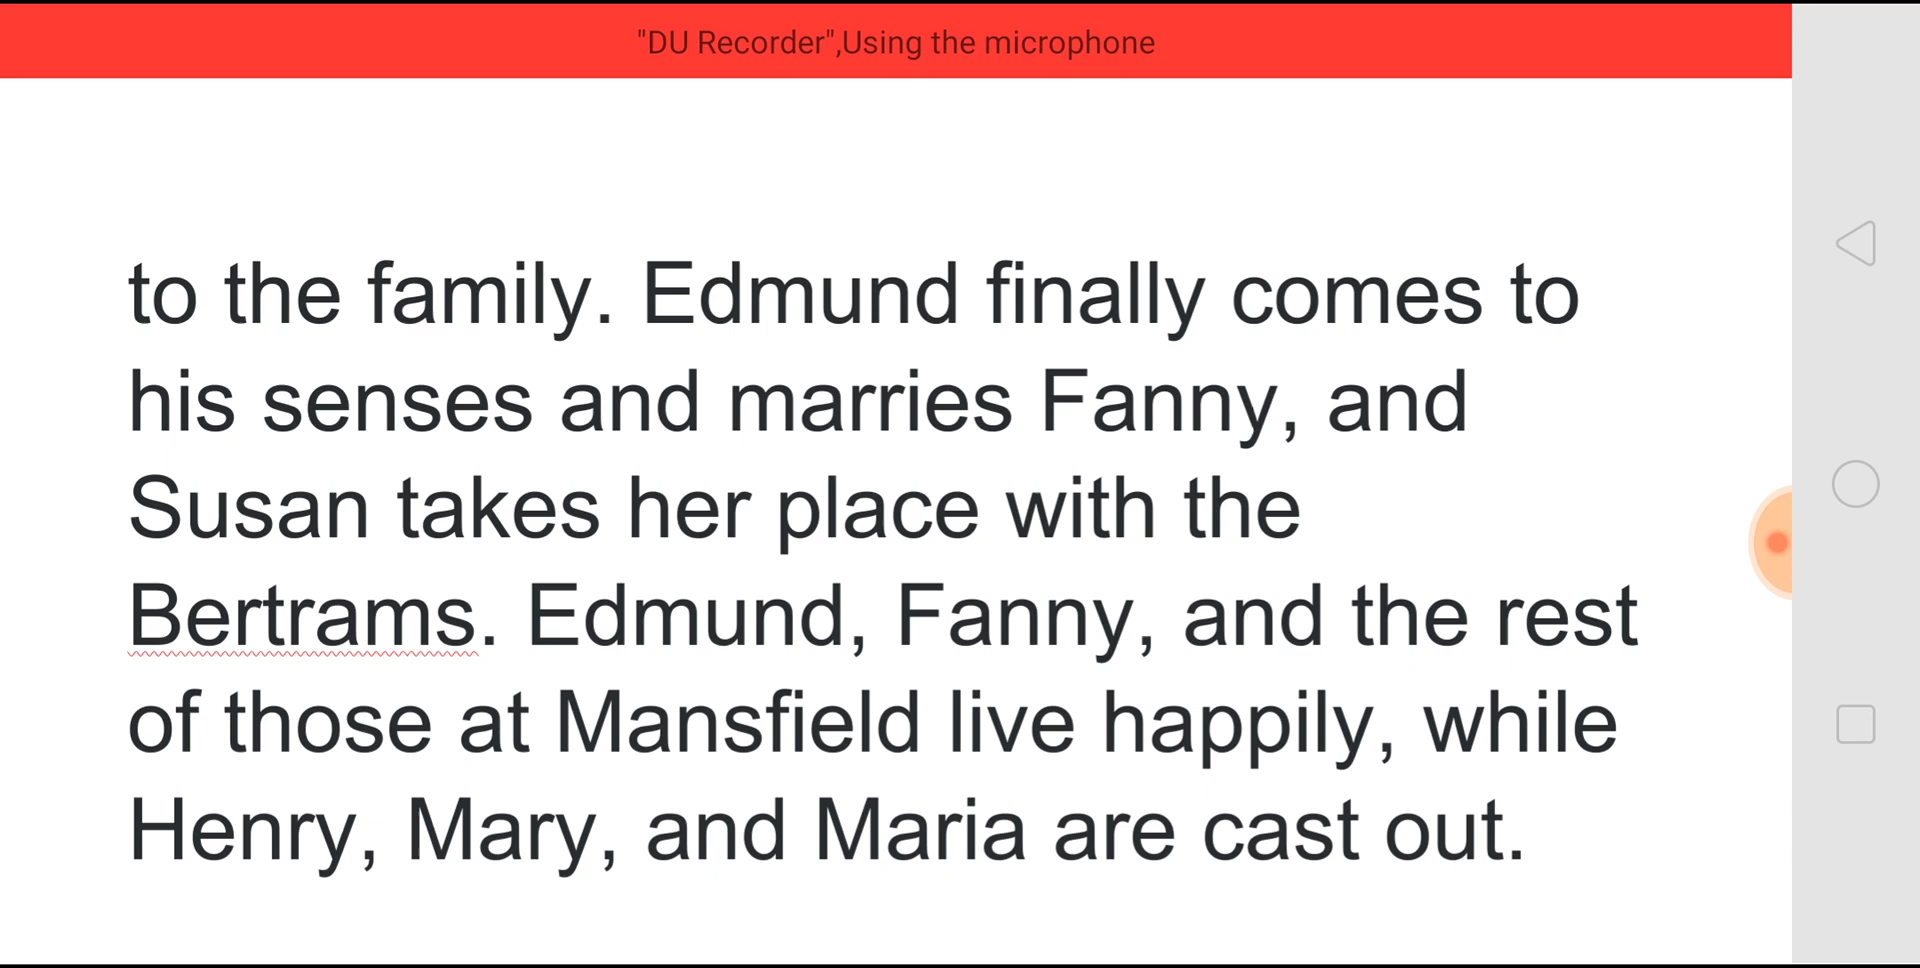 "DU Recorder",Using the microphone
to the family. Edmund finally comes to
his senses and marries Fanny, and
Susan takes her place with the
Bertrams. Edmund, Fanny, and the rest
of those at Mansfield live happily, while
Henry, Mary, and Maria are cast out.